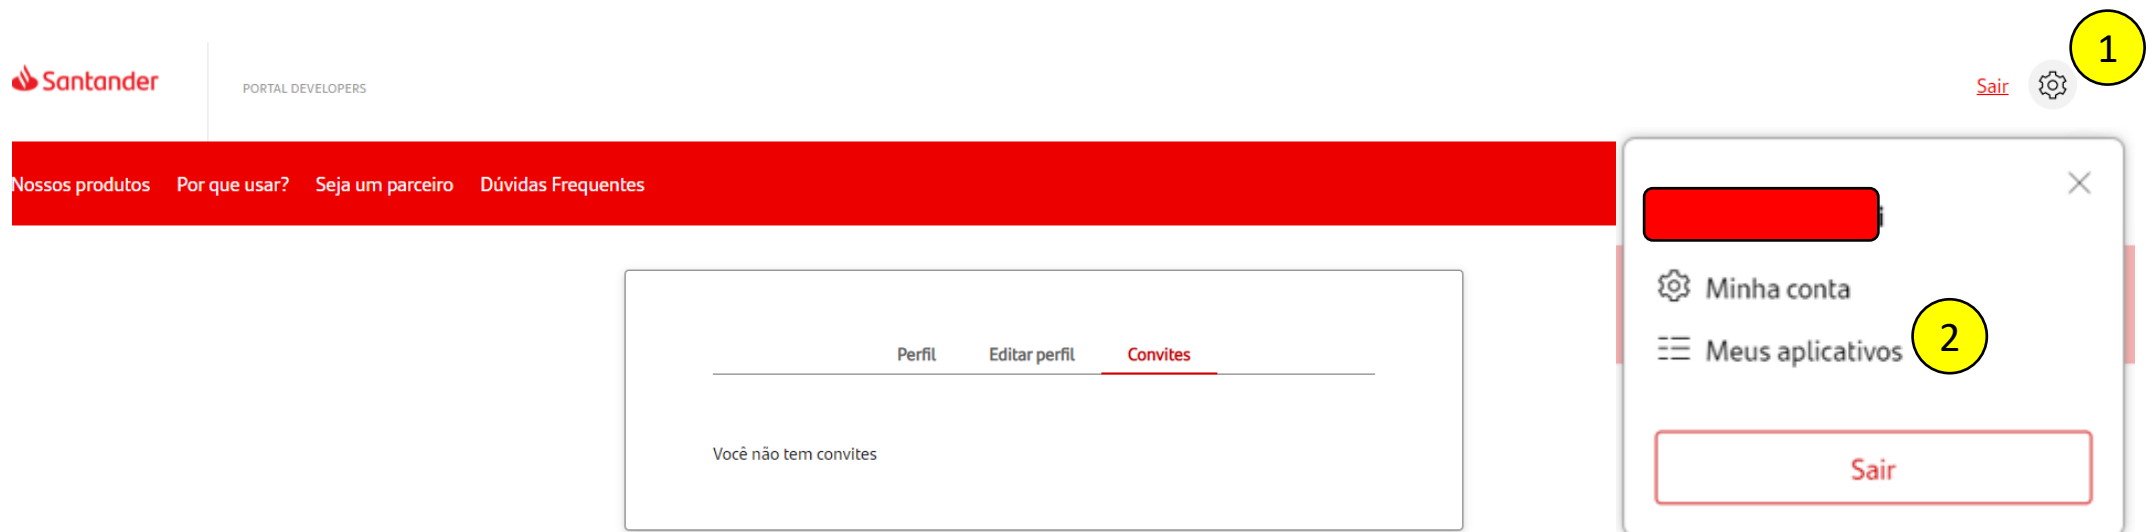 1
Santander
PORTAL DEVELOPERS
Sair
Nossos produtos Por que usar? Seja um parceiro Dúvidas Frequentes
Minha conta
Meus aplicativos
2
Perfil Editar perfil Convites
Você não tem convites
Sair